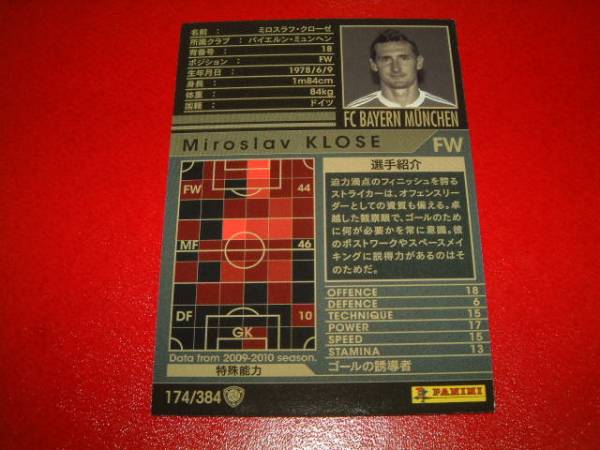 名前 : ミロスラフ・クローゼ
所属クラブ : バイエルン・ミュンヘン
背番号 : 18
ポジション : FW
生年月日 : 1978/6/9
身長 : 1m84cm
体重 : 84kg
国籍 : ドイツ
FC BAYERN MÜNCHEN
Miroslav KLOSE FW
FW 44
MF 46
DF 10
GK
Data from 2009-2010 season.
選手紹介
迫力満点のフィニッシュを誇る
ストライカーは、オフェンスリー
ダーとしての資質も備える。卓
越した観察眼で、ゴールのため
に何が必要かを常に意識。彼
のポストワークやスペースメイ
キングに説得力があるのはそ
のためだ。
OFFENCE 18
DEFENCE 6
TECHNIQUE 15
POWER 17
SPEED 15
STAMINA 13
特殊能力 ゴールの誘導者
174/384
PANINI